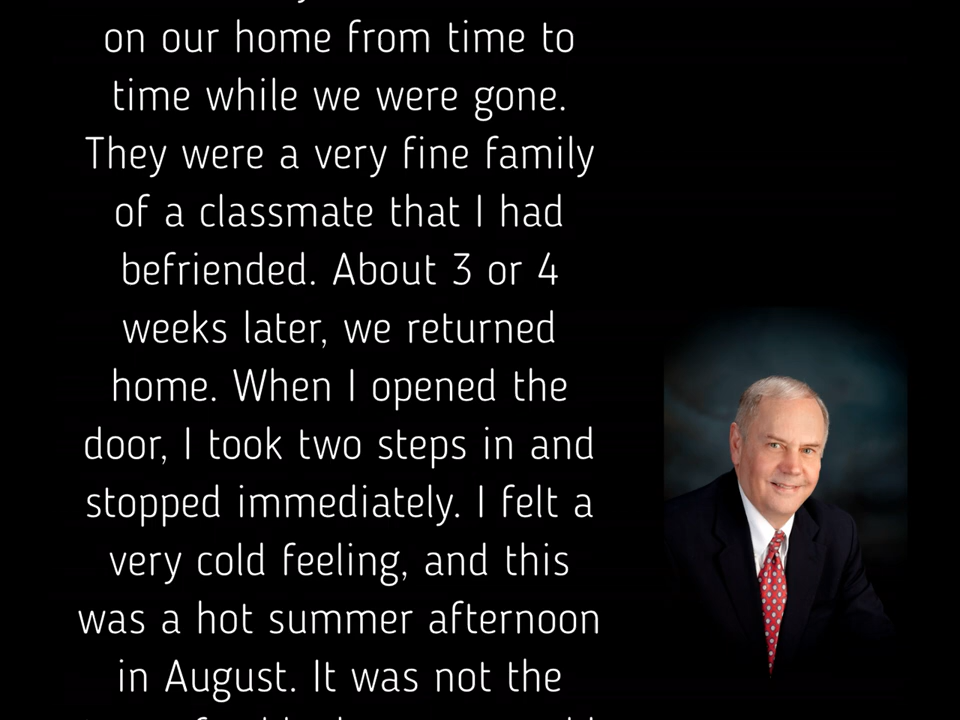 on our home from time to
time while we were gone.
They were a very fine family
of a classmate that I had
befriended. About 3 or 4
weeks later, we returned
home. When I opened the
door, I took two steps in and
stopped immediately. I felt a
very cold feeling, and this
was a hot summer afternoon
in August. It was not the